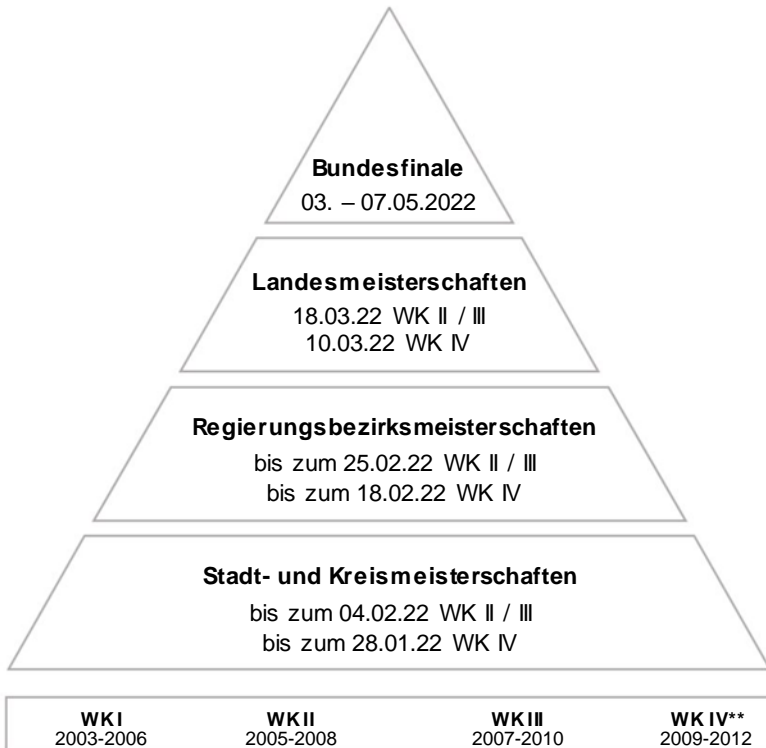 Bundesfinale
03. – 07.05.2022
Landesmeisterschaften
18.03.22 WK II / III
10.03.22 WK IV
Regierungsbezirksmeisterschaften
bis zum 25.02.22 WK II / III
bis zum 18.02.22 WK IV
Stadt- und Kreismeisterschaften
bis zum 04.02.22 WK II / III
bis zum 28.01.22 WK IV
WK I WK II WK III WK IV**
2003-2006 2005-2008 2007-2010 2009-2012